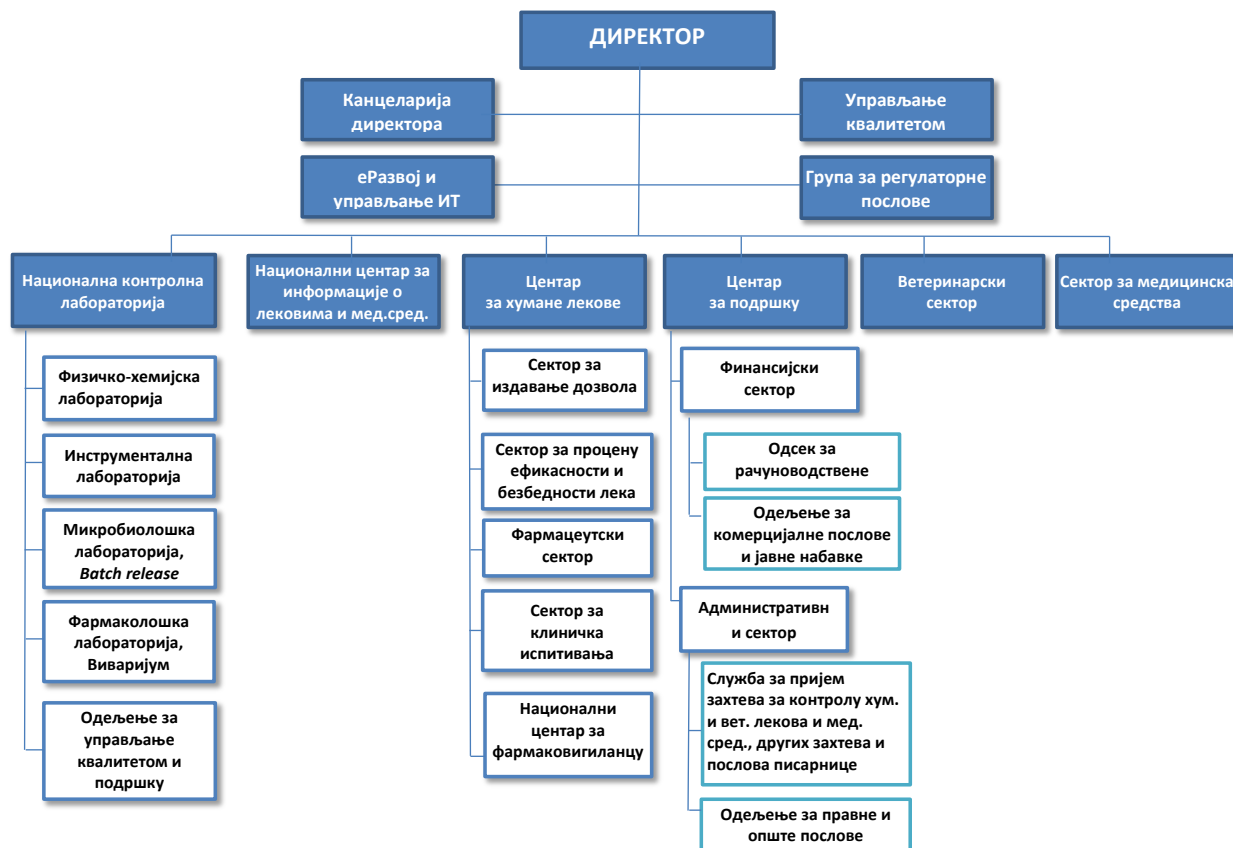 ДИРЕКТОР
Канцеларија
директора
Управљање
квалитетом
еРазвој и
управљање ИТ
Група за регулаторне
послове
Национална контролна
лабораторија
Национални центар за
информације о
лековима и мед.сред.
Центар
за хумане лекове
Центар
за подршку
Ветеринарски
сектор
Сектор за медицинска
средства
Физичко-хемијска
лабораторија
Инструментална
лабораторија
Микробиолошка
лабораторија,
Batch release
Фармаколошка
лабораторија,
Виваријум
Одељење за
управљање
квалитетом и
подршку
Сектор за
издавање дозвола
Сектор за процену
ефикасности и
безбедности лека
Фармацеутски
сектор
Сектор за
клиничка
испитивања
Национални
центар за
фармаковигиланцу
Финансијски
сектор
Одсек за
рачуноводствене
Одељење за
комерцијалне послове
и јавне набавке
Административн
и сектор
Служба за пријем
захтева за контролу хум.
и вет. лекова и мед.
сред., других захтева и
послова писарнице
Одељење за правне и
опште послове